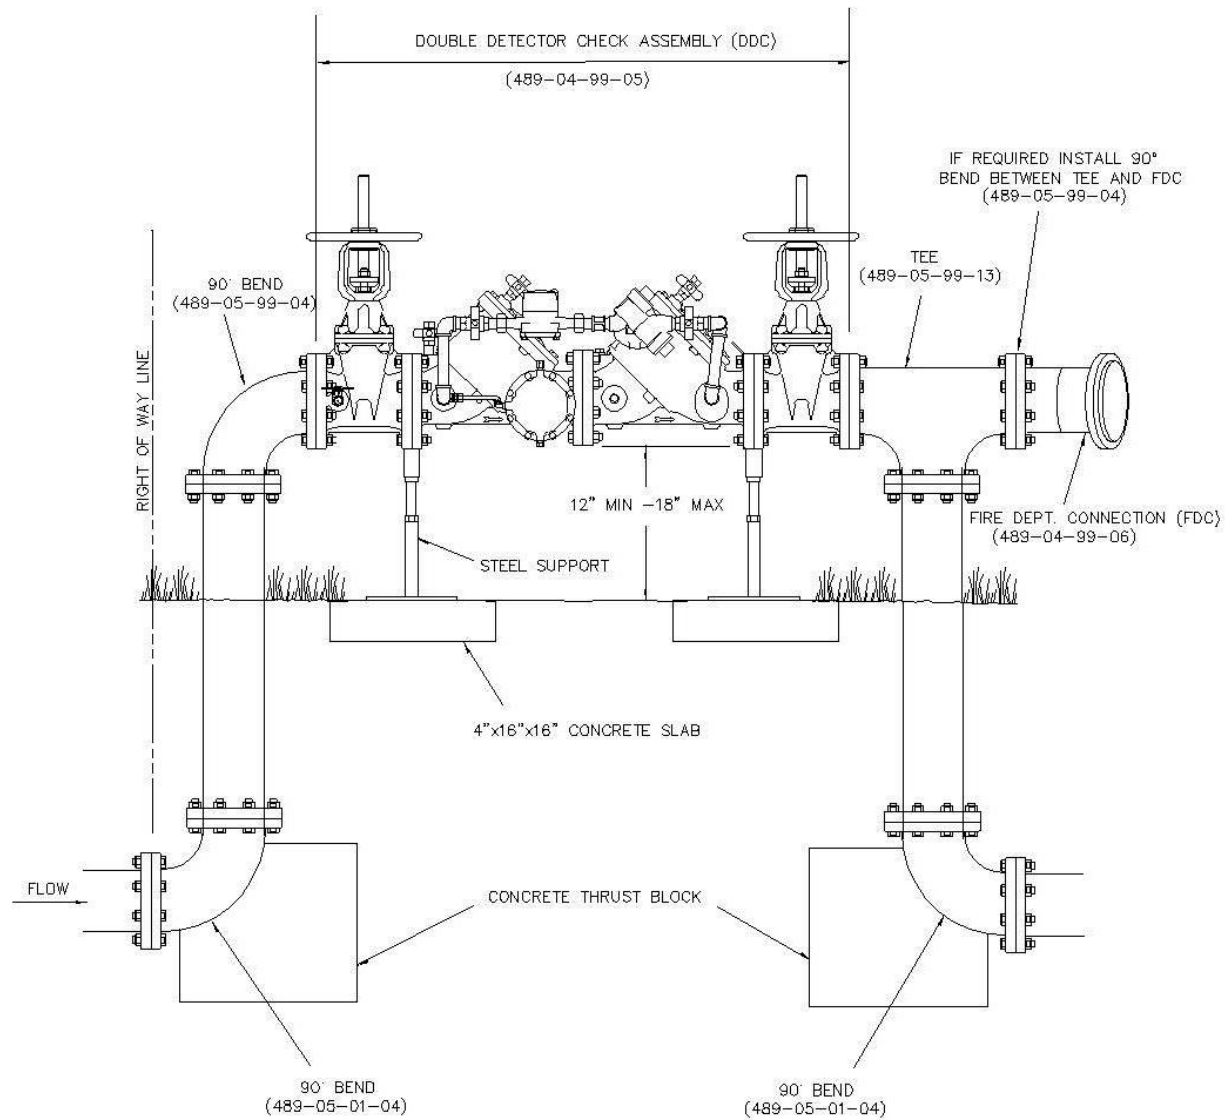 DOUBLE DETECTOR CHECK ASSEMBLY (DDC)
(489-04-99-05)
IF REQUIRED INSTALL 90°
BEND BETWEEN TEE AND FDC
(489-05-99-04)
TEE
(489-05-99-13)
90° BEND
(489-05-99-04)
RIGHT OF WAY LINE
12" MIN -18" MAX
FIRE DEPT. CONNECTION (FDC)
(489-04-99-06)
STEEL SUPPORT
4"x16"x16" CONCRETE SLAB
FLOW
CONCRETE THRUST BLOCK
90° BEND
(489-05-01-04)
90° BEND
(489-05-01-04)